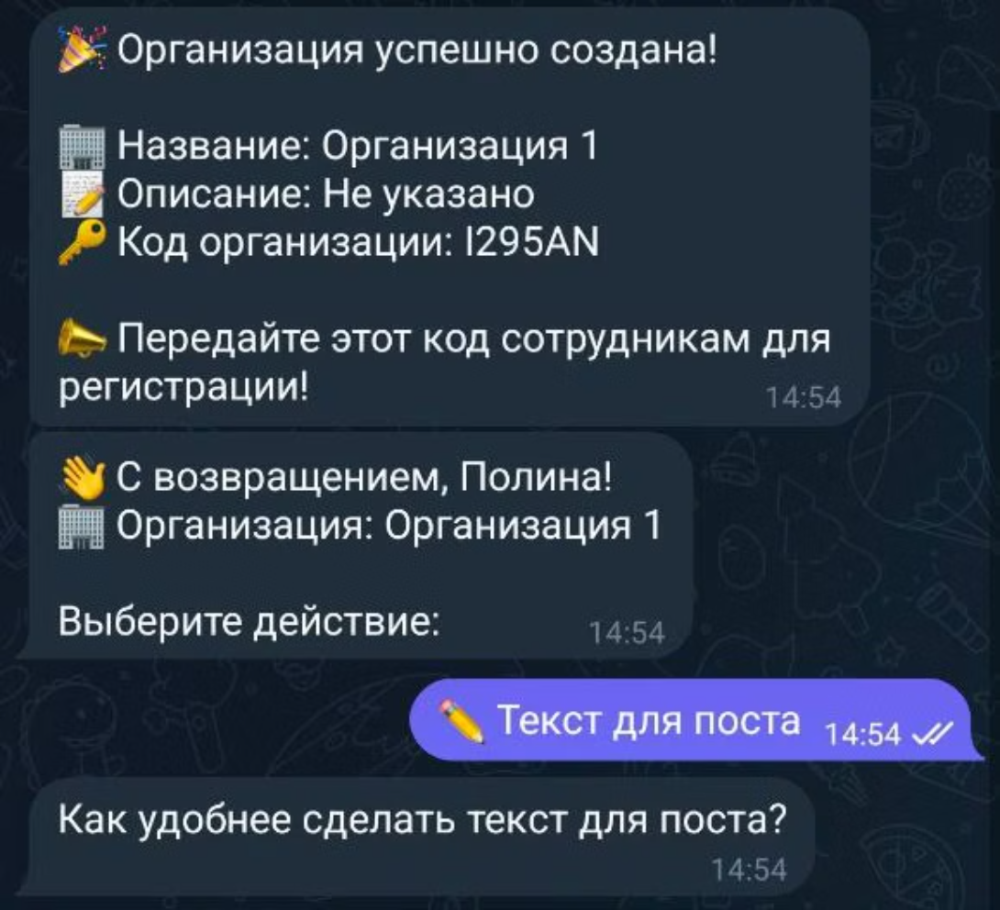 🎉 Организация успешно создана!
🏢 Название: Организация 1
📝 Описание: Не указано
🔑 Код организации: I295AN
📢 Передайте этот код сотрудникам для
регистрации!
14:54
👋 С возвращением, Полина!
🏢 Организация: Организация 1
Выберите действие:
14:54
✏️ Текст для поста 14:54
Как удобнее сделать текст для поста?
14:54